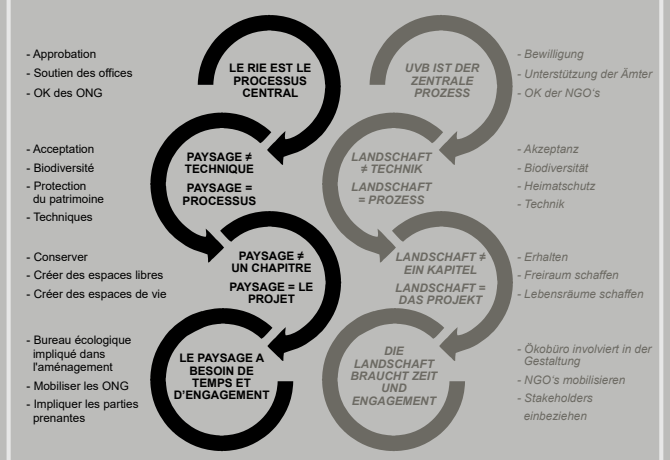 - Approbation
- Soutien des offices
- OK des ONG
LE RIE EST LE
PROCESSUS
CENTRAL
UVB IST DER
ZENTRALE
PROZESS
- Bewilligung
- Unterstützung der Ämter
- OK der NGO's
- Acceptation
- Biodiversité
- Protection
du patrimoine
- Techniques
PAYSAGE ≠
TECHNIQUE
PAYSAGE =
PROCESSUS
LANDSCHAFT
≠ TECHNIK
LANDSCHAFT
= PROZESS
- Akzeptanz
- Biodiversität
- Heimatschutz
- Technik
- Conserver
- Créer des espaces libres
- Créer des espaces de vie
PAYSAGE ≠
UN CHAPITRE
PAYSAGE = LE
PROJET
LANDSCHAFT ≠
EIN KAPITEL
LANDSCHAFT =
DAS PROJEKT
- Erhalten
- Freiraum schaffen
- Lebensräume schaffen
- Bureau écologique
impliqué dans
l'aménagement
- Mobiliser les ONG
- Impliquer les parties
prenantes
LE PAYSAGE A
BESOIN DE
TEMPS ET
D'ENGAGEMENT
DIE
LANDSCHAFT
BRAUCHT ZEIT
UND
ENGAGEMENT
- Ökobüro involviert in der
Gestaltung
- NGO's mobilisieren
- Stakeholders
einbeziehen